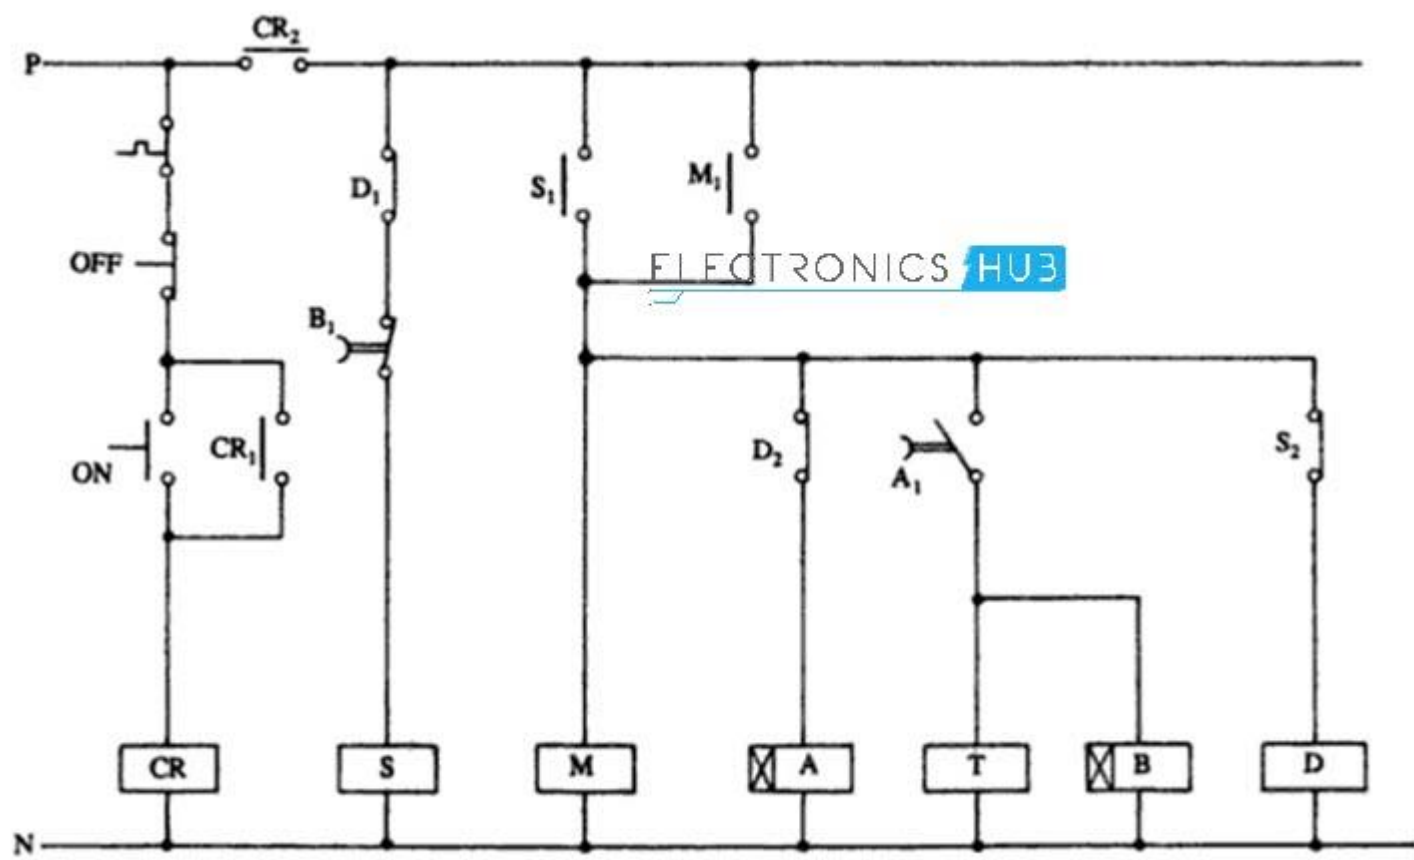 CR₂
P
D₁
S₁
M₁
ELECTRONICS HUB
OFF
B₁
ON
CR₁
D₂
A₁
S₂
CR
S
M
A
T
B
D
N